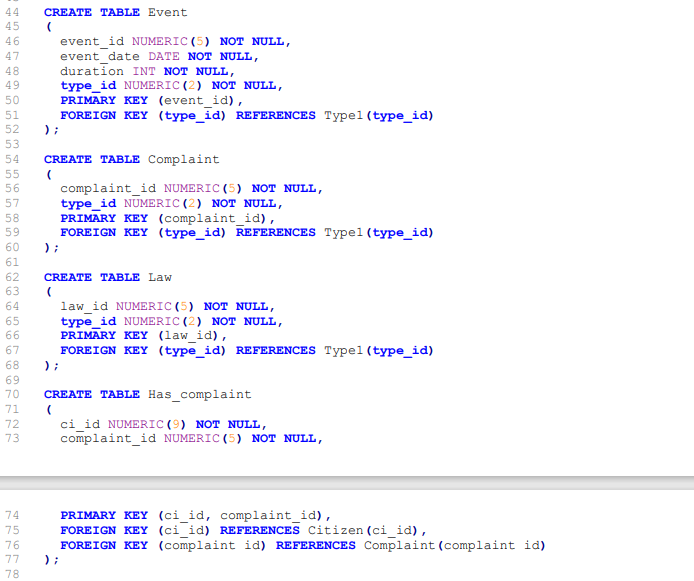 44 CREATE TABLE Event
45 (
46 event_id NUMERIC(5) NOT NULL,
47 event_date DATE NOT NULL,
48 duration INT NOT NULL,
49 type_id NUMERIC(2) NOT NULL,
50 PRIMARY KEY (event_id),
51 FOREIGN KEY (type_id) REFERENCES Type1(type_id)
52 );
53
54 CREATE TABLE Complaint
55 (
56 complaint_id NUMERIC(5) NOT NULL,
57 type_id NUMERIC(2) NOT NULL,
58 PRIMARY KEY (complaint_id),
59 FOREIGN KEY (type_id) REFERENCES Type1(type_id)
60 );
61
62 CREATE TABLE Law
63 (
64 law_id NUMERIC(5) NOT NULL,
65 type_id NUMERIC(2) NOT NULL,
66 PRIMARY KEY (law_id),
67 FOREIGN KEY (type_id) REFERENCES Type1(type_id)
68 );
69
70 CREATE TABLE Has_complaint
71 (
72 ci_id NUMERIC(9) NOT NULL,
73 complaint_id NUMERIC(5) NOT NULL,
74 PRIMARY KEY (ci_id, complaint_id),
75 FOREIGN KEY (ci_id) REFERENCES Citizen(ci_id),
76 FOREIGN KEY (complaint id) REFERENCES Complaint(complaint id)
77 );
78